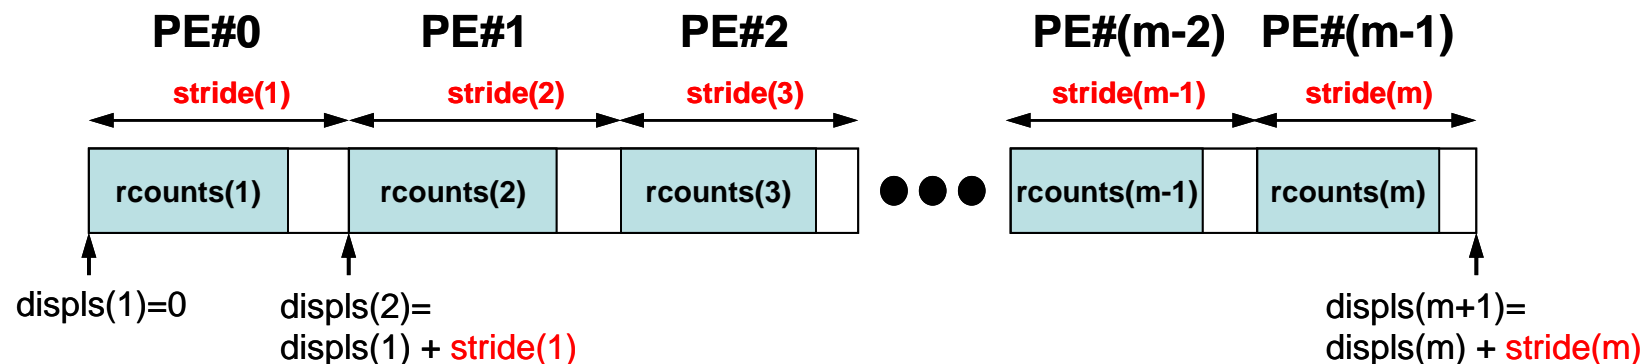 PE#0 PE#1 PE#2 PE#(m-2) PE#(m-1)
stride(1) stride(2) stride(3) stride(m-1) stride(m)
rcounts(1) rcounts(2) rcounts(3) rcounts(m-1) rcounts(m)
displs(1)=0 displs(2)= displs(m+1)=
displs(1) + stride(1) displs(m) + stride(m)